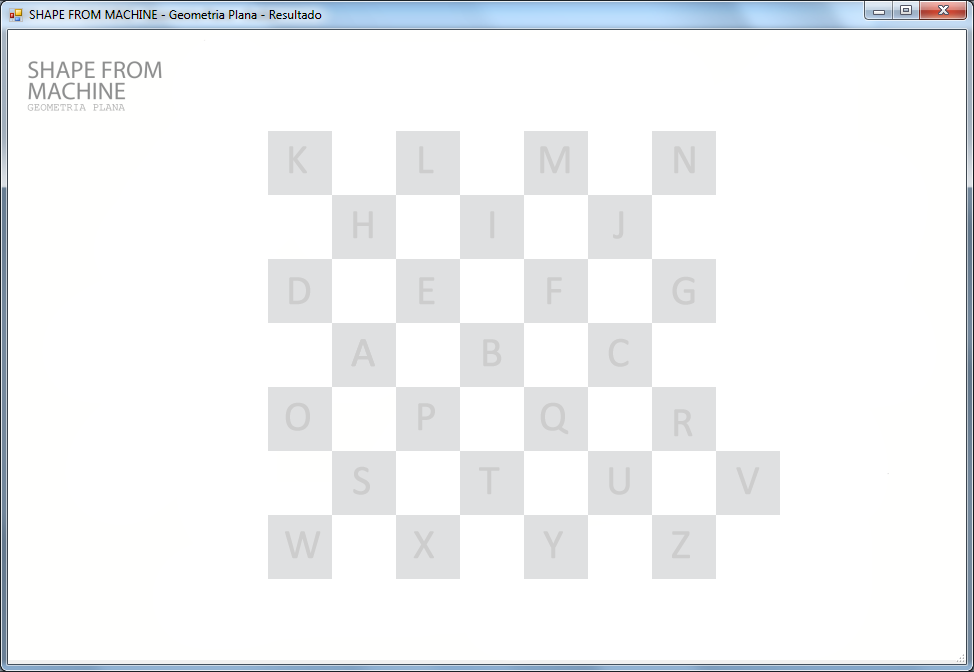 SHAPE FROM MACHINE - Geometria Plana - Resultado
SHAPE FROM
MACHINE
GEOMETRIA PLANA
K L M N
H I J
D E F G
A B C
O P Q R
S T U V
W X Y Z